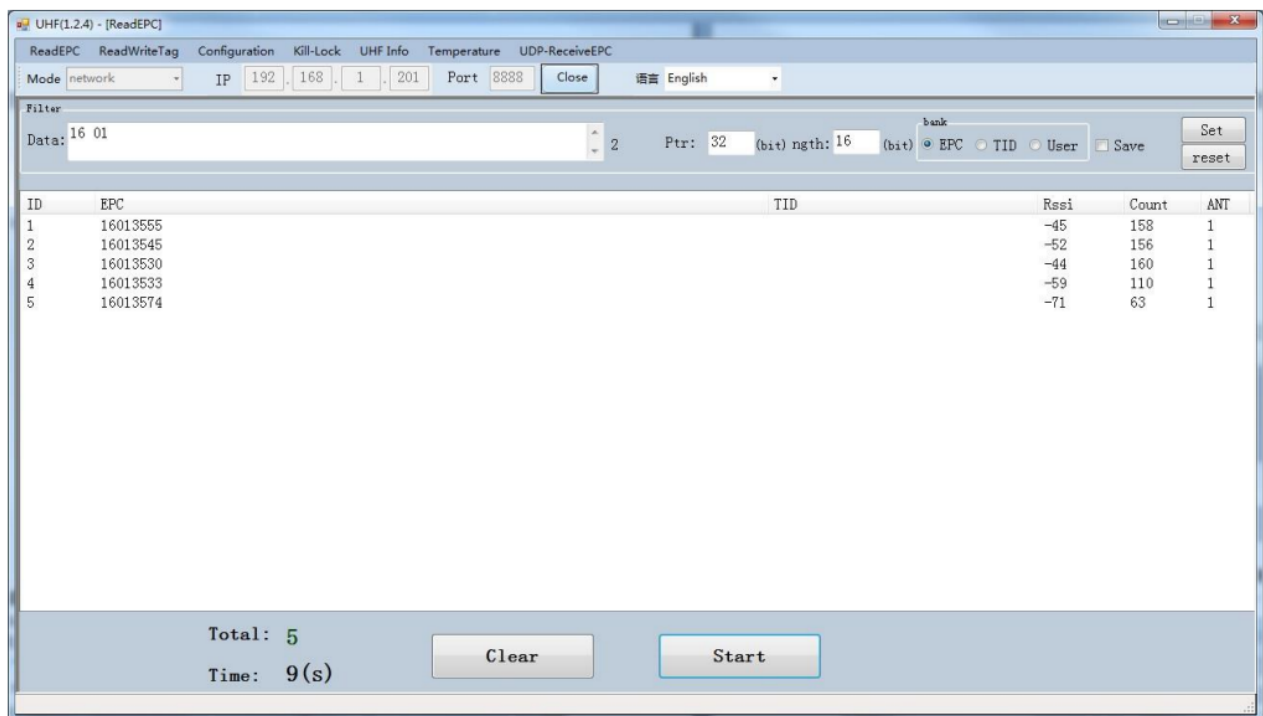 UHF(1.2.4) - [ReadEPC]
ReadEPC ReadWriteTag Configuration Kill-Lock UHF Info Temperature UDP-ReceiveEPC
Mode network IP 192 . 168 . 1 . 201 Port 8888 Close 语言 English
Filter
bank
Data: 16 01 2 Ptr: 32 (bit) ngth: 16 (bit) EPC TID User Save Set
reset
ID EPC TID Rssi Count ANT
1 16013555 -45 158 1
2 16013545 -52 156 1
3 16013530 -44 160 1
4 16013533 -59 110 1
5 16013574 -71 63 1
Total: 5
Clear Start
Time: 9(s)